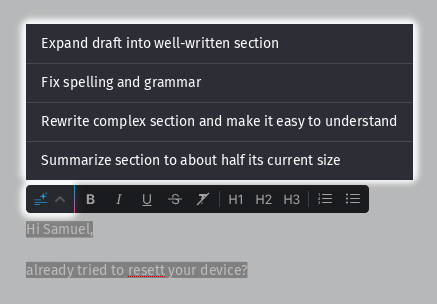 Expand draft into well-written section
Fix spelling and grammar
Rewrite complex section and make it easy to understand
Summarize section to about half its current size
B I U S T H1 H2 H3
Hi Samuel,
already tried to resett your device?